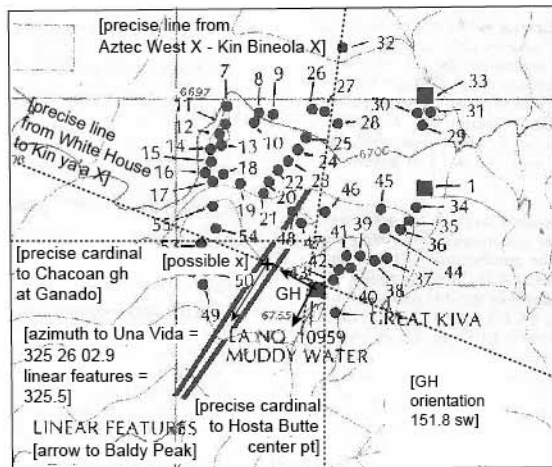 [precise line from
Aztec West X - Kin Bineola X]
32
7
8
9
26
27
33
6697
11
12
[precise line
from White House
to Kin ya'a X]
14
13
10
28
30
31
29
25
15
16
24
6700
18
22
23
1
17
19
20
21
46
45
34
55
54
48
47
41
39
35
36
[precise cardinal
to Chacoan gh
at Ganado]
[possible x]
42
44
43
37
50
38
40
GH
49
6755
GREAT KIVA
[azimuth to Una Vida =
325 26 02.9
linear features =
325.5]
LA NO. 10959
MUDDY WATER
[GH
orientation
151.8 sw]
[precise cardinal
to Hosta Butte
center pt]
LINEAR FEATURES
[arrow to Baldy Peak]